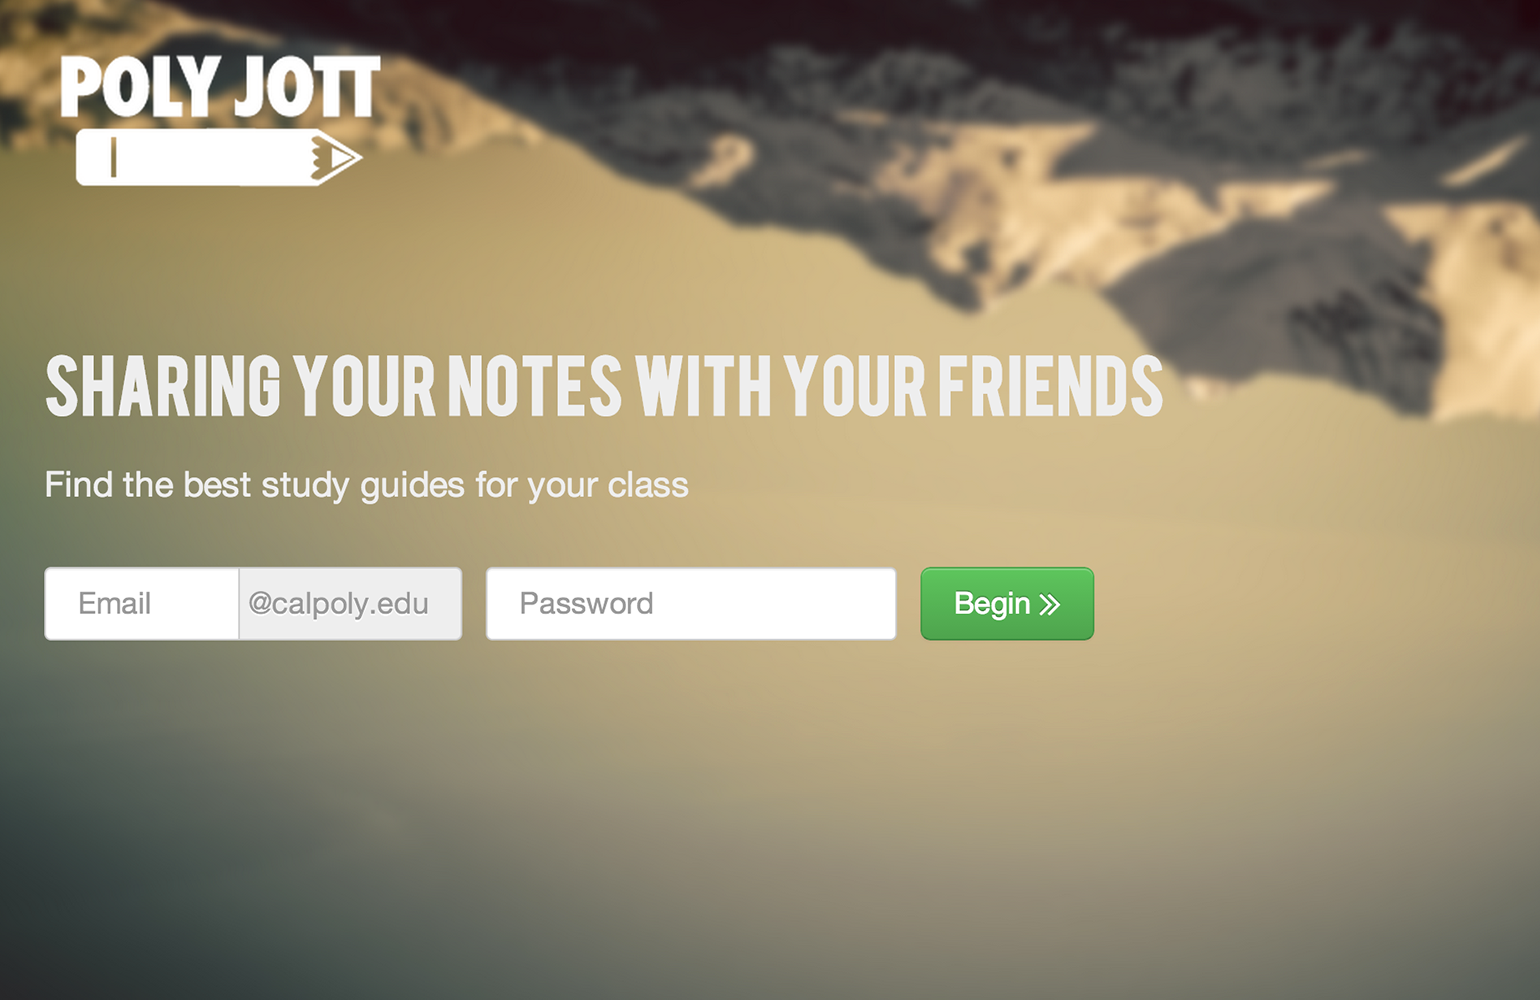 POLY JOTT
SHARING YOUR NOTES WITH YOUR FRIENDS
Find the best study guides for your class
Email @calpoly.edu Password Begin »